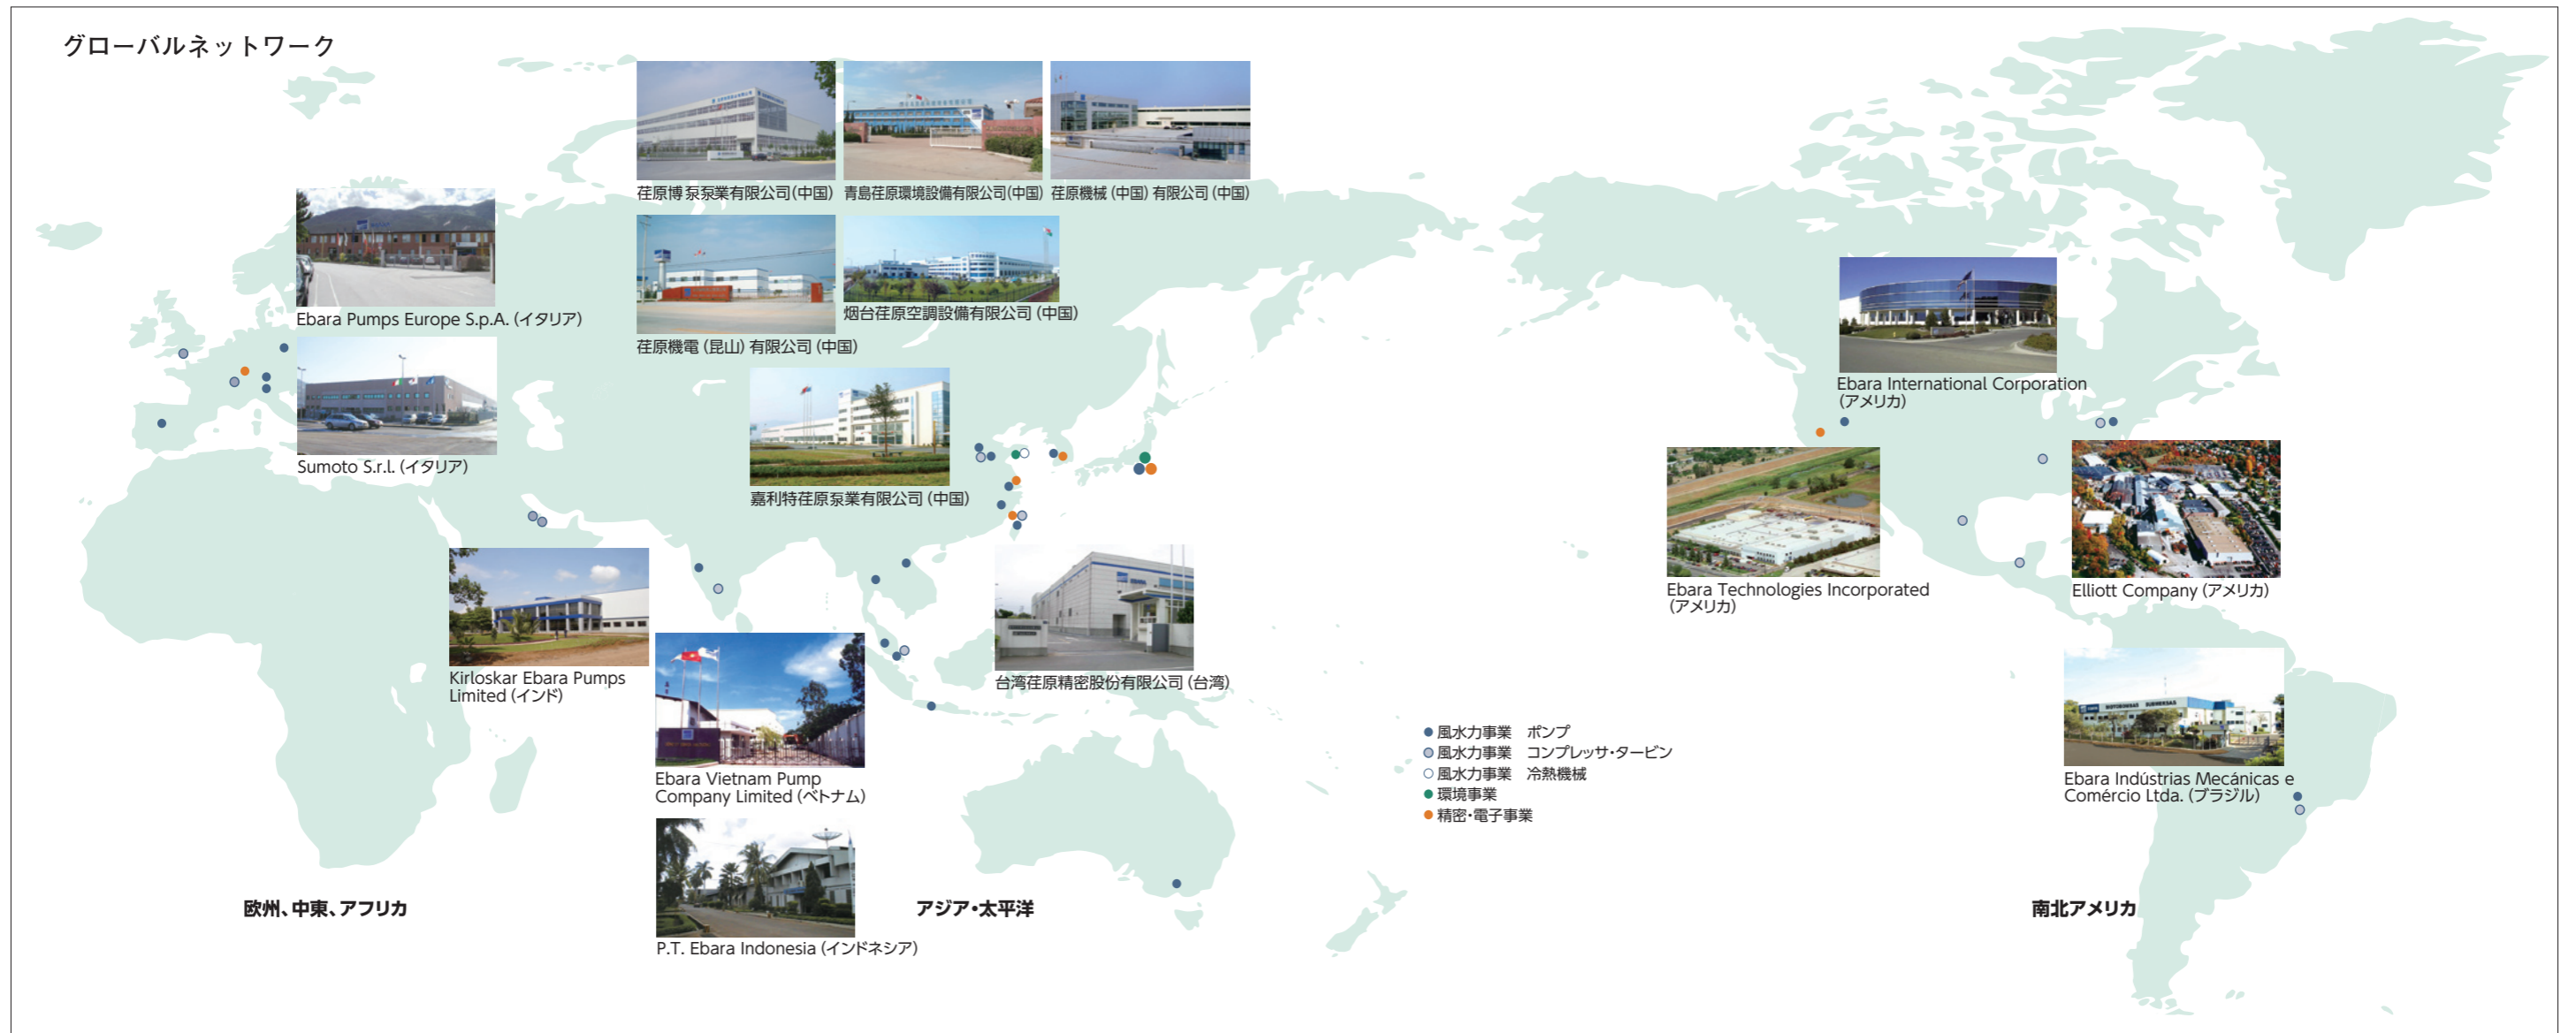 グローバルネットワーク
荏原博泵泵業有限公司(中国)
青島荏原環境設備有限公司(中国)
荏原機械(中国)有限公司(中国)
Ebara Pumps Europe S.p.A.(イタリア)
荏原機電(昆山)有限公司(中国)
烟台荏原空調設備有限公司(中国)
Sumoto S.r.l.(イタリア)
嘉利特荏原泵業有限公司(中国)
Ebara International Corporation
(アメリカ)
Ebara Technologies Incorporated
(アメリカ)
Elliott Company(アメリカ)
Kirloskar Ebara Pumps
Limited(インド)
EBARA
台湾荏原精密股份有限公司(台湾)
Ebara Vietnam Pump
Company Limited(ベトナム)
Ebara Indústrias Mecánicas e
Comércio Ltda.(ブラジル)
P.T. Ebara Indonesia(インドネシア)
風水力事業 ポンプ
風水力事業 コンプレッサ・タービン
風水力事業 冷熱機械
環境事業
精密・電子事業
欧州、中東、アフリカ
アジア・太平洋
南北アメリカ